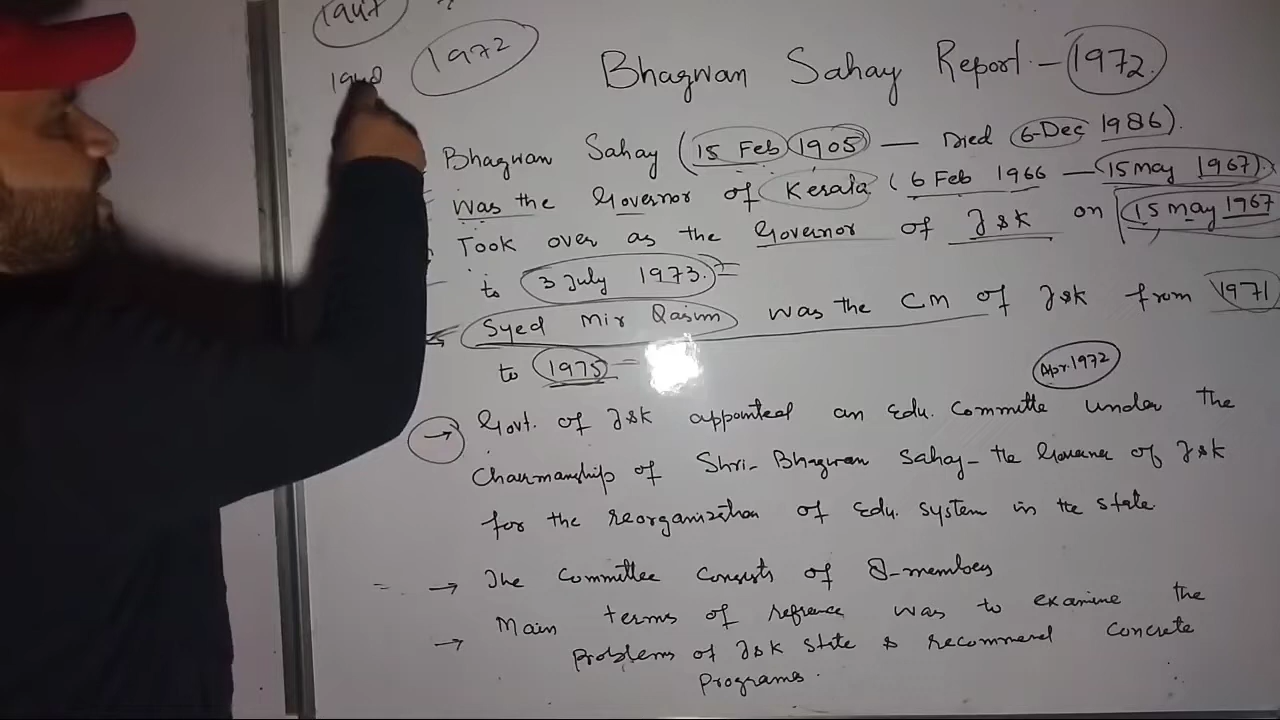 1947
1972
1948
Bhagwan Sahay Report - 1972.
Bhagwan Sahay (15 Feb 1905 — Died 6-Dec 1986).
was the Governor of Kerala (6 Feb 1966 — 15 may 1967).
Took over as the Governor of J&K on 15 May 1967
to 3 July 1973. =
Syed Mir Qasim was the CM of J&K from 1971
to 1975
Apr. 1972
→ Govt. of J&K appointed an Edu. Committe under the
Chairmanship of Shri- Bhagwan Sahay - the Governer of J&K
for the reorganization of Edu. System in the state
→ The Committee Consists of 8-members
→ Main terms of refrence was to examine the
Problems of J&K state & recommend concrete
Programs.